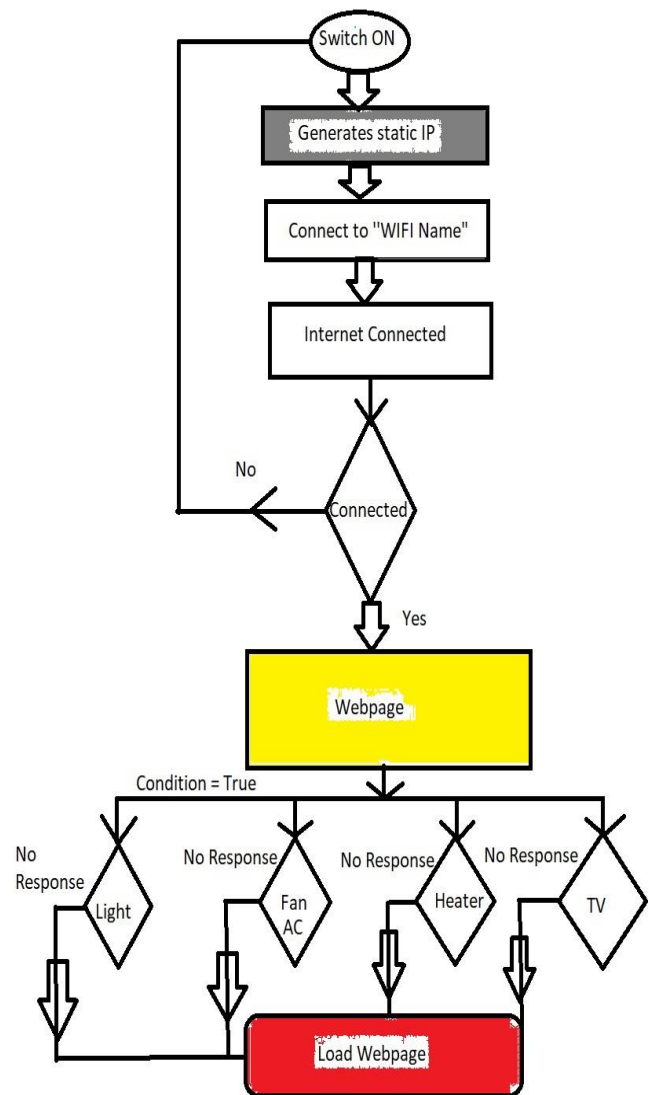 Switch ON
Generates static IP
Connect to "WIFI Name"
Internet Connected
No
Connected
Yes
Webpage
Condition = True
No
Response
No Response
No Response
No Response
Light
Fan
AC
Heater
TV
Load Webpage